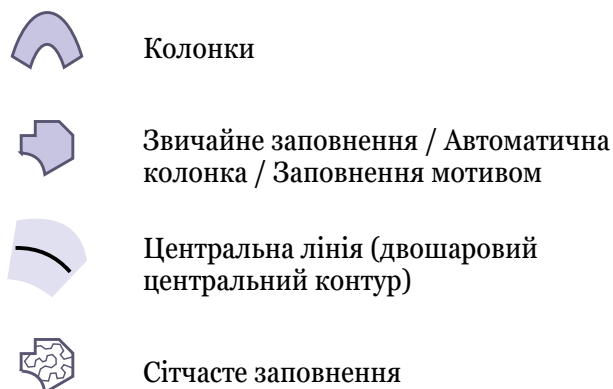 Колонки
Звичайне заповнення / Автоматична
колонка / Заповнення мотивом
Центральна лінія (двошаровий
центральний контур)
Сітчасте заповнення